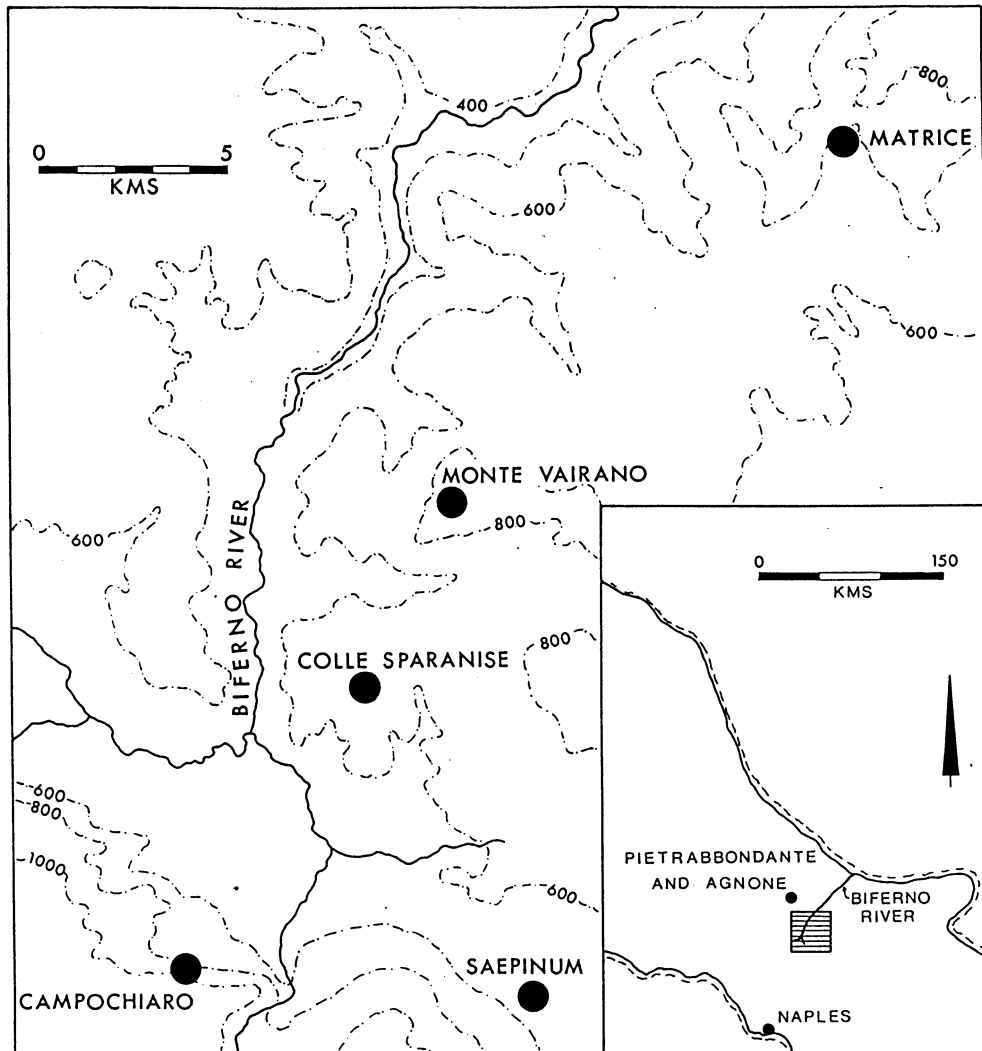 800
400
MATRICE
0 5
KMS
600
600
MONTE VAIRANO
800
600
BIFERNO RIVER
800
COLLE SPARANISE
600
800
1000
600
SAEPINUM
CAMPOCHIARO
0 150
KMS
PIETRABBONDANTE
AND AGNONE
BIFERNO
RIVER
NAPLES